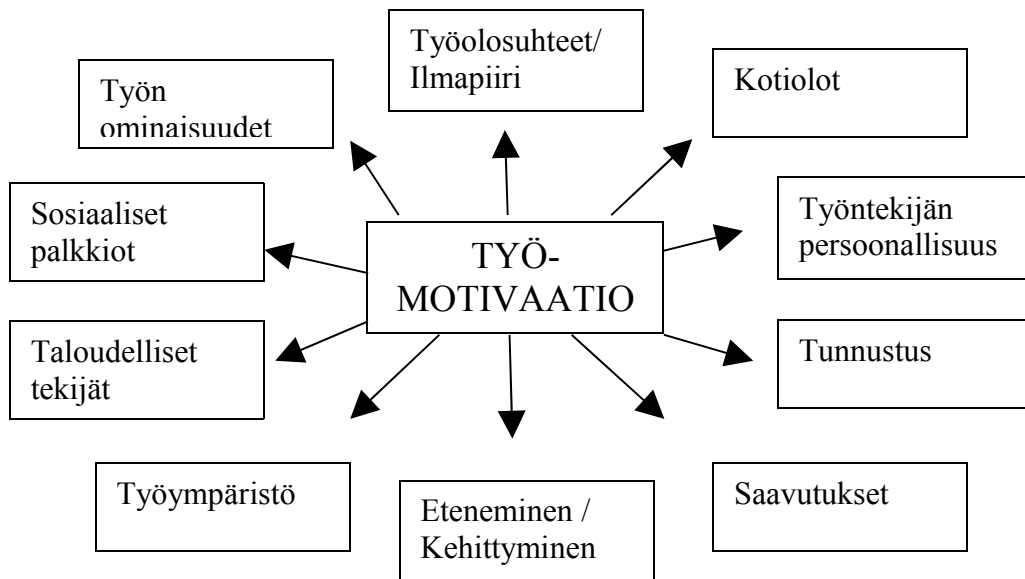 Työolosuhteet/
Ilmapiiri
Työn
ominaisuudet
Kotiolot
Sosiaaliset
palkkiot
TYÖ-
MOTIVAATIO
Työntekijän
persoonallisuus
Taloudelliset
tekijät
Tunnustus
Työympäristö
Eteneminen /
Kehittyminen
Saavutukset